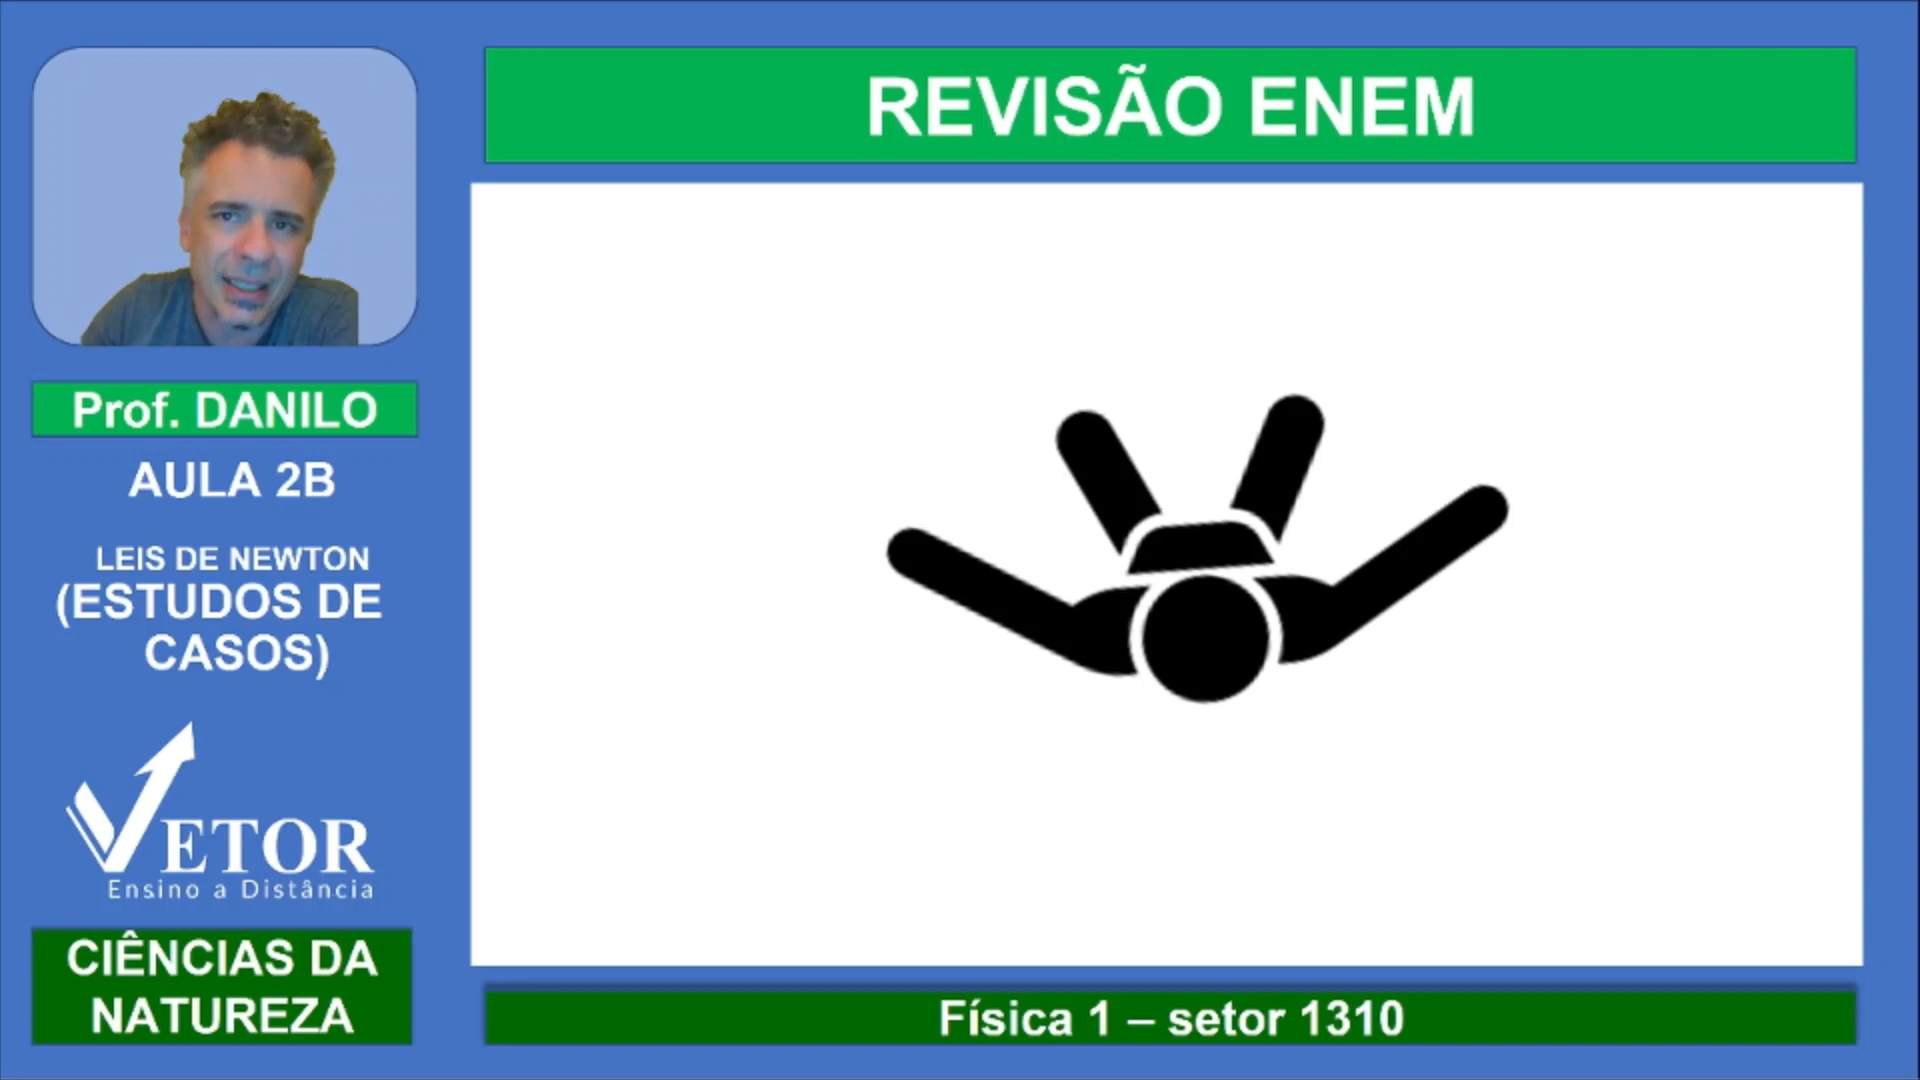 REVISÃO ENEM
Prof. DANILO
AULA 2B
LEIS DE NEWTON
(ESTUDOS DE
CASOS)
VETOR
Ensino a Distância
CIÊNCIAS DA
NATUREZA
Física 1 – setor 1310